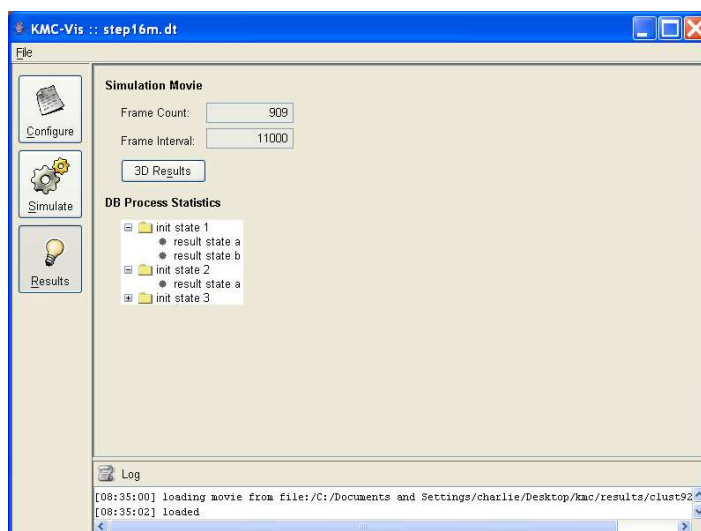 KMC-Vis :: step16m.dt
File
Configure
Simulate
Results
Simulation Movie
Frame Count: 909
Frame Interval: 11000
3D Results
DB Process Statistics
init state 1
result state a
result state b
init state 2
result state a
init state 3
Log
[08:35:00] loading movie from file:/C:/Documents and Settings/charlie/Desktop/kmc/results/clust92
[08:35:02] loaded